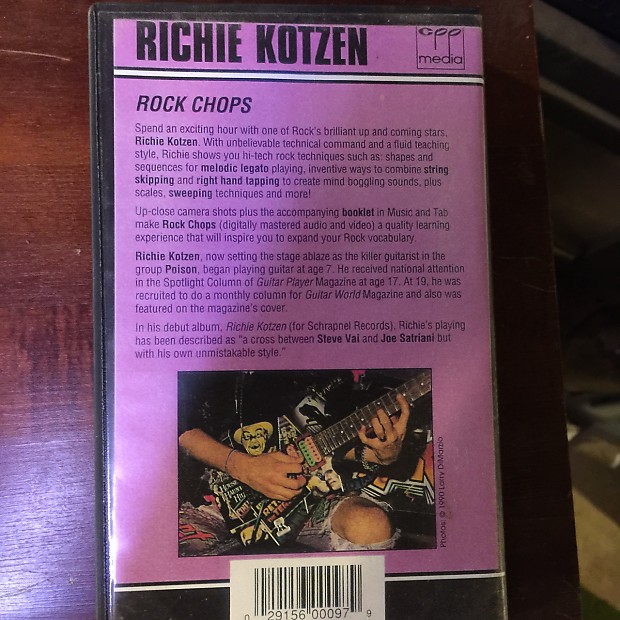 RICHIE KOTZEN
cpp
media
ROCK CHOPS
Spend an exciting hour with one of Rock's brilliant up and coming stars,
Richie Kotzen. With unbelievable technical command and a fluid teaching
style, Richie shows you hi-tech rock techniques such as: shapes and
sequences for melodic legato playing, inventive ways to combine string
skipping and right hand tapping to create mind boggling sounds, plus
scales, sweeping techniques and more!
Up-close camera shots plus the accompanying booklet in Music and Tab
make Rock Chops (digitally mastered audio and video) a quality learning
experience that will inspire you to expand your Rock vocabulary.
Richie Kotzen, now setting the stage ablaze as the killer guitarist in the
group Poison, began playing guitar at age 7. He received national attention
in the Spotlight Column of Guitar Player Magazine at age 17. At 19, he was
recruited to do a monthly column for Guitar World Magazine and also was
featured on the magazine's cover.
In his debut album, Richie Kotzen (for Schrapnel Records), Richie's playing
has been described as "a cross between Steve Vai and Joe Satriani but
with his own unmistakable style."
Photos: © 1990 Larry DiMarzio
0 29156 00097 9